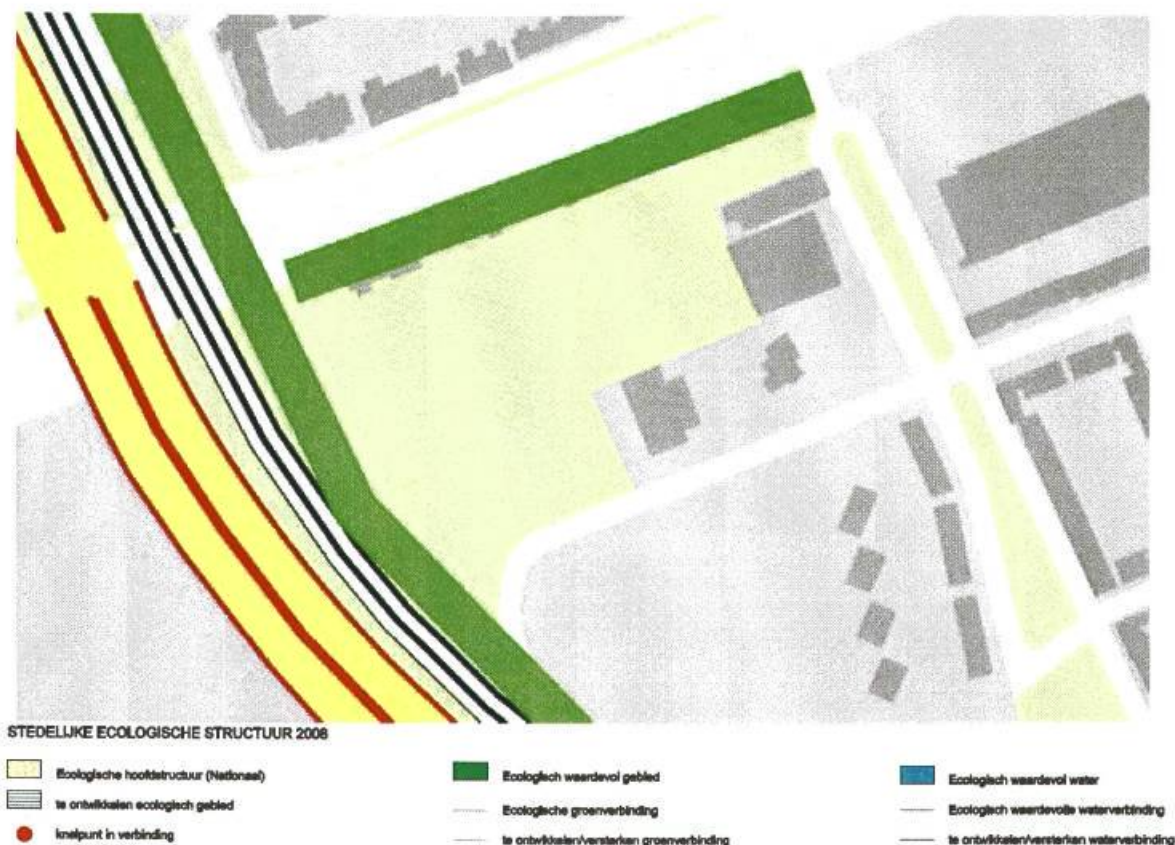 STEDELIJKE ECOLOGISCHE STRUCTUUR 2008
Ecologische hoofdstructuur (Nationaal)
te ontwikkelen ecologisch gebied
knelpunt in verbinding
Ecologisch waardevol gebied
Ecologische groenverbinding
te ontwikkelen/versterken groenverbinding
Ecologisch waardevol water
Ecologisch waardevolle waterverbinding
te ontwikkelen/versterken waterverbinding